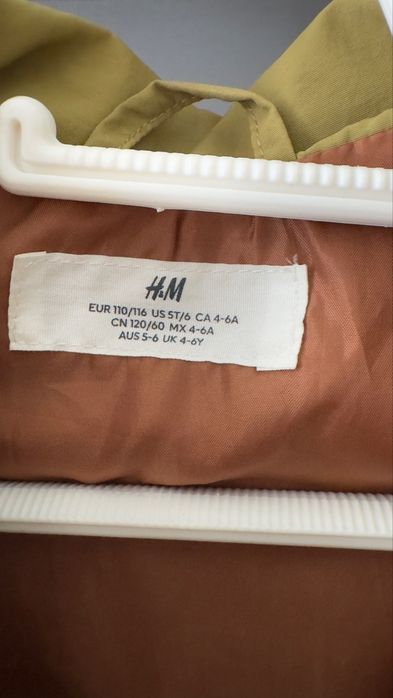 H&M
EUR 110/116 US 5T/6 CA 4-6A
CN 120/60 MX 4-6A
AUS 5-6 UK 4-6Y